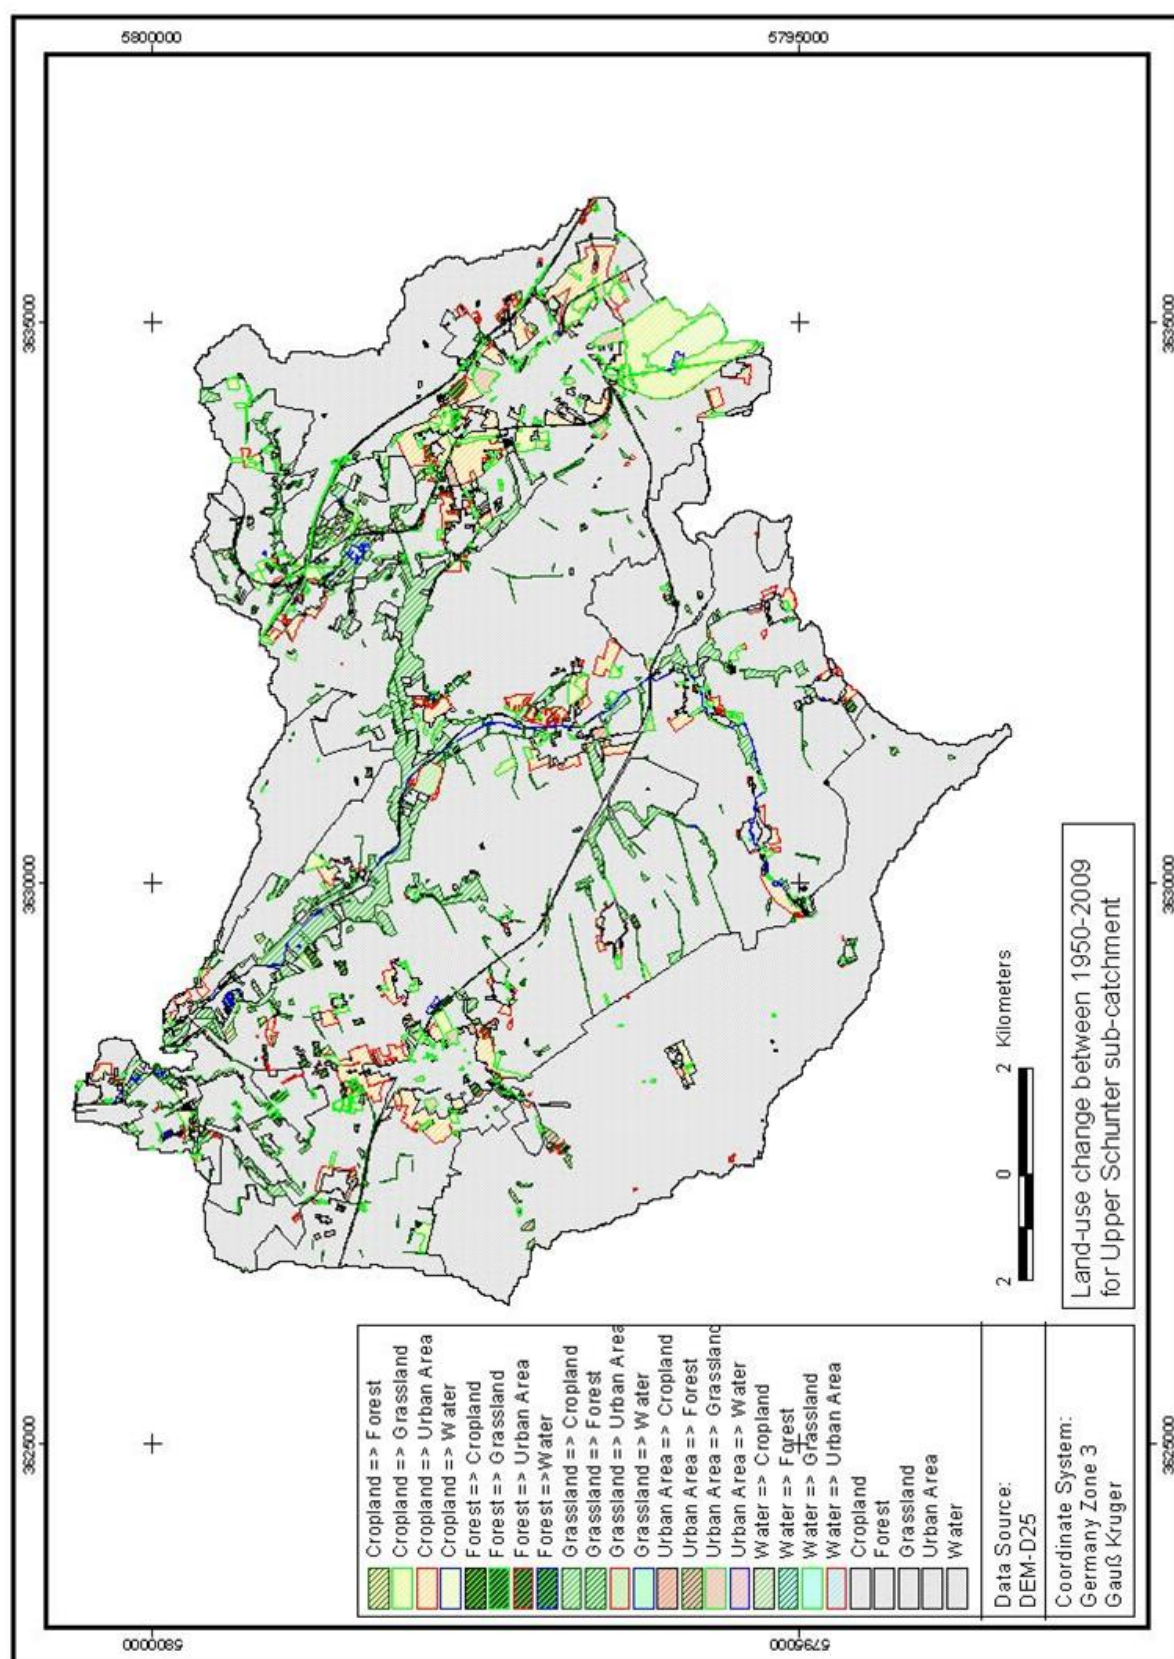 5800000
5795000
3625000
3630000
3635000
Cropland => Forest
Cropland => Grassland
Cropland => Urban Area
Cropland => Water
Forest => Cropland
Forest => Grassland
Forest => Urban Area
Forest =>Water
Grassland => Cropland
Grassland => Forest
Grassland => Urban Area
Grassland => Water
Urban Area => Cropland
Urban Area => Forest
Urban Area => Grassland
Urban Area => Water
Water => Cropland
Water => Forest
Water => Grassland
Water => Urban Area
Cropland
Forest
Grassland
Urban Area
Water
Data Source:
DEM-D25
Coordinate System:
Germany Zone 3
Gauß Kruger
2 0 2 Kilometers
Land-use change between 1950-2009
for Upper Schunter sub-catchment
3625000
3630000
3635000
5800000
5795000